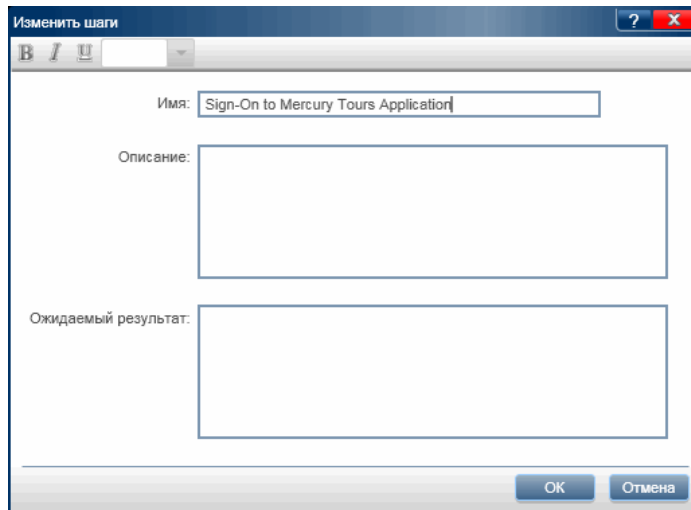 Изменить шаги
?
X
B I U
Имя: Sign-On to Mercury Tours Application
Описание:
Ожидаемый результат:
OK Отмена